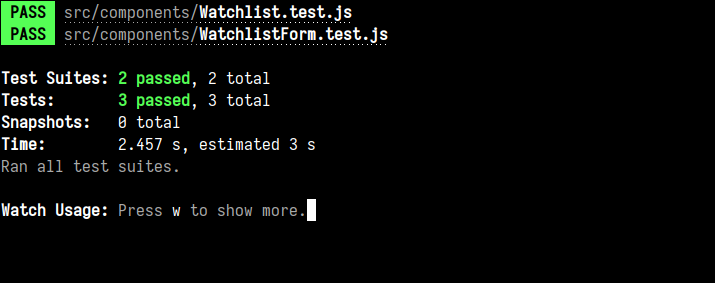 PASS src/components/Watchlist.test.js
PASS src/components/WatchlistForm.test.js
Test Suites: 2 passed, 2 total
Tests: 3 passed, 3 total
Snapshots: 0 total
Time: 2.457 s, estimated 3 s
Ran all test suites.
Watch Usage: Press w to show more.